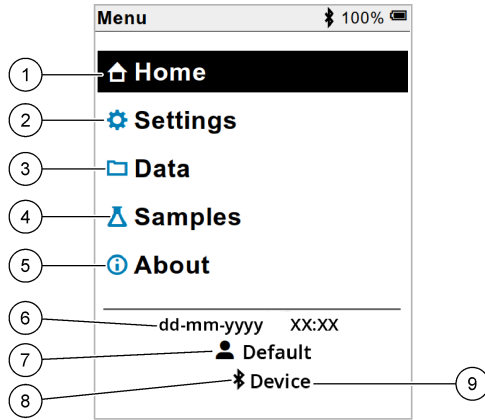 Menu 100%
1 Home
2 Settings
3 Data
4 Samples
5 About
6 dd-mm-yyyy XX:XX
7 Default
8 Device 9